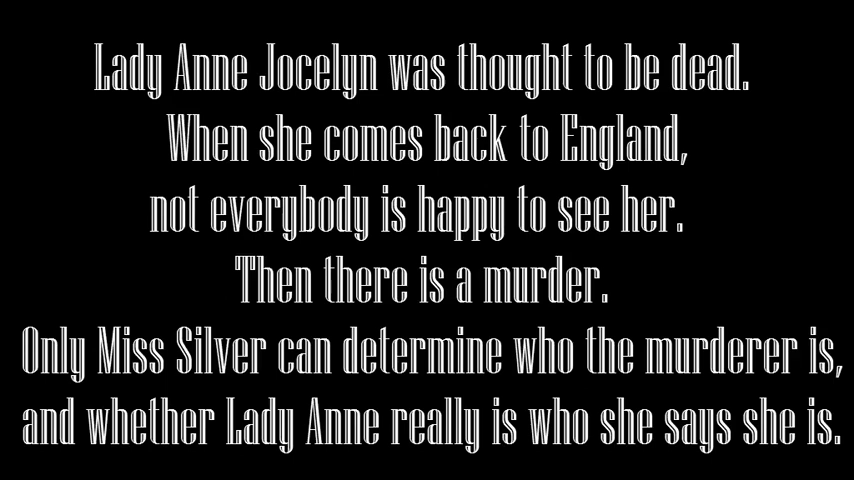 Lady Anne Jocelyn was thought to be dead.
When she comes back to England,
not everybody is happy to see her.
Then there is a murder.
Only Miss Silver can determine who the murderer is,
and whether Lady Anne really is who she says she is.